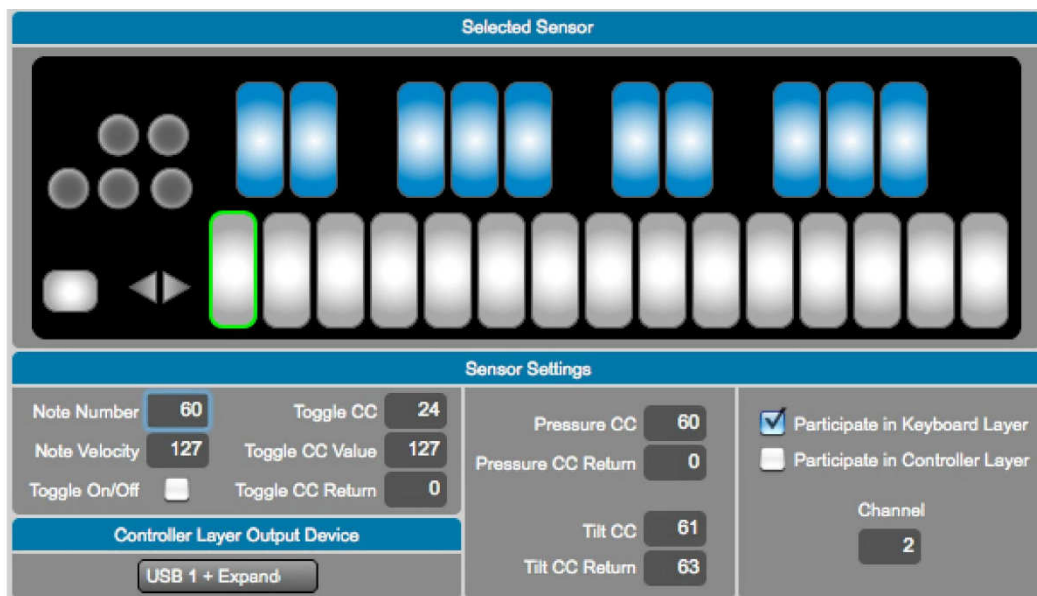 Selected Sensor
Sensor Settings
Note Number 60
Note Velocity 127
Toggle On/Off
Toggle CC 24
Toggle CC Value 127
Toggle CC Return 0
Controller Layer Output Device
USB 1 + Expand
Pressure CC 60
Pressure CC Return 0
Tilt CC 61
Tilt CC Return 63
Participate in Keyboard Layer
Participate in Controller Layer
Channel
2